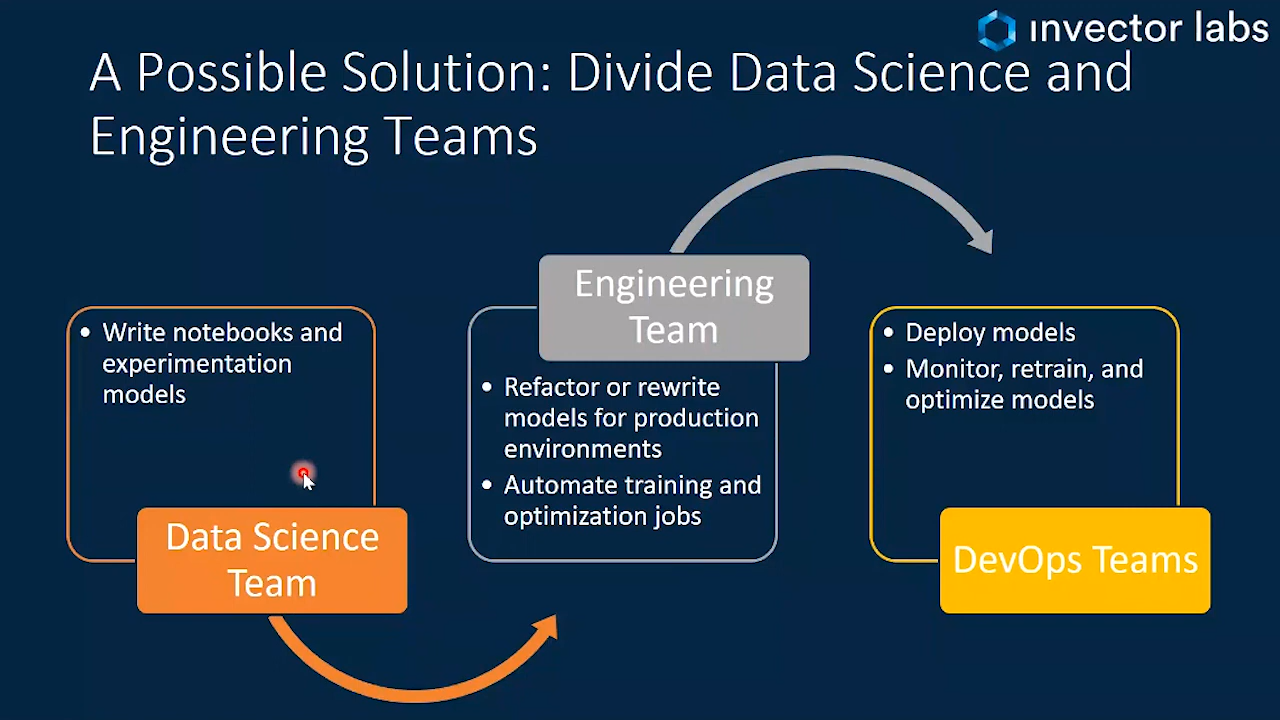 invector labs
A Possible Solution: Divide Data Science and
Engineering Teams
• Write notebooks and
experimentation
models
Data Science
Team
Engineering
Team
• Refactor or rewrite
models for production
environments
• Automate training and
optimization jobs
• Deploy models
• Monitor, retrain, and
optimize models
DevOps Teams